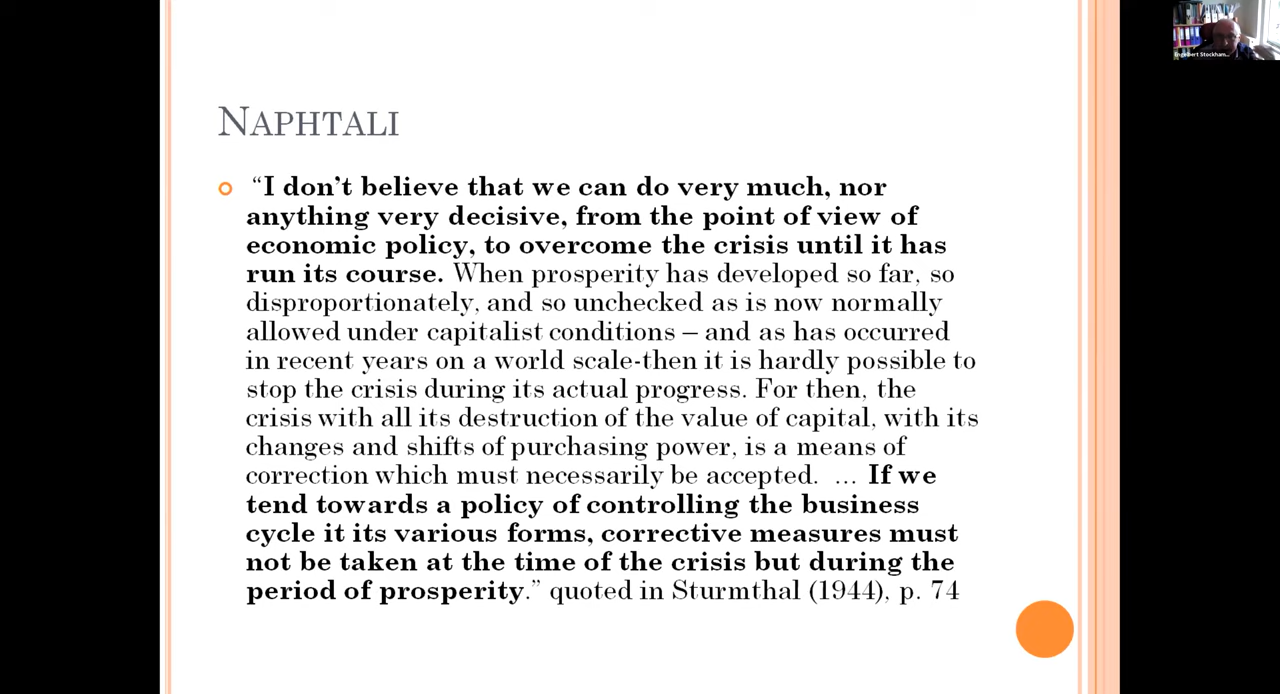 Engelbert Stockham...
NAPHTALI
“I don’t believe that we can do very much, nor
anything very decisive, from the point of view of
economic policy, to overcome the crisis until it has
run its course. When prosperity has developed so far, so
disproportionately, and so unchecked as is now normally
allowed under capitalist conditions – and as has occurred
in recent years on a world scale-then it is hardly possible to
stop the crisis during its actual progress. For then, the
crisis with all its destruction of the value of capital, with its
changes and shifts of purchasing power, is a means of
correction which must necessarily be accepted. … If we
tend towards a policy of controlling the business
cycle it its various forms, corrective measures must
not be taken at the time of the crisis but during the
period of prosperity.” quoted in Sturmthal (1944), p. 74